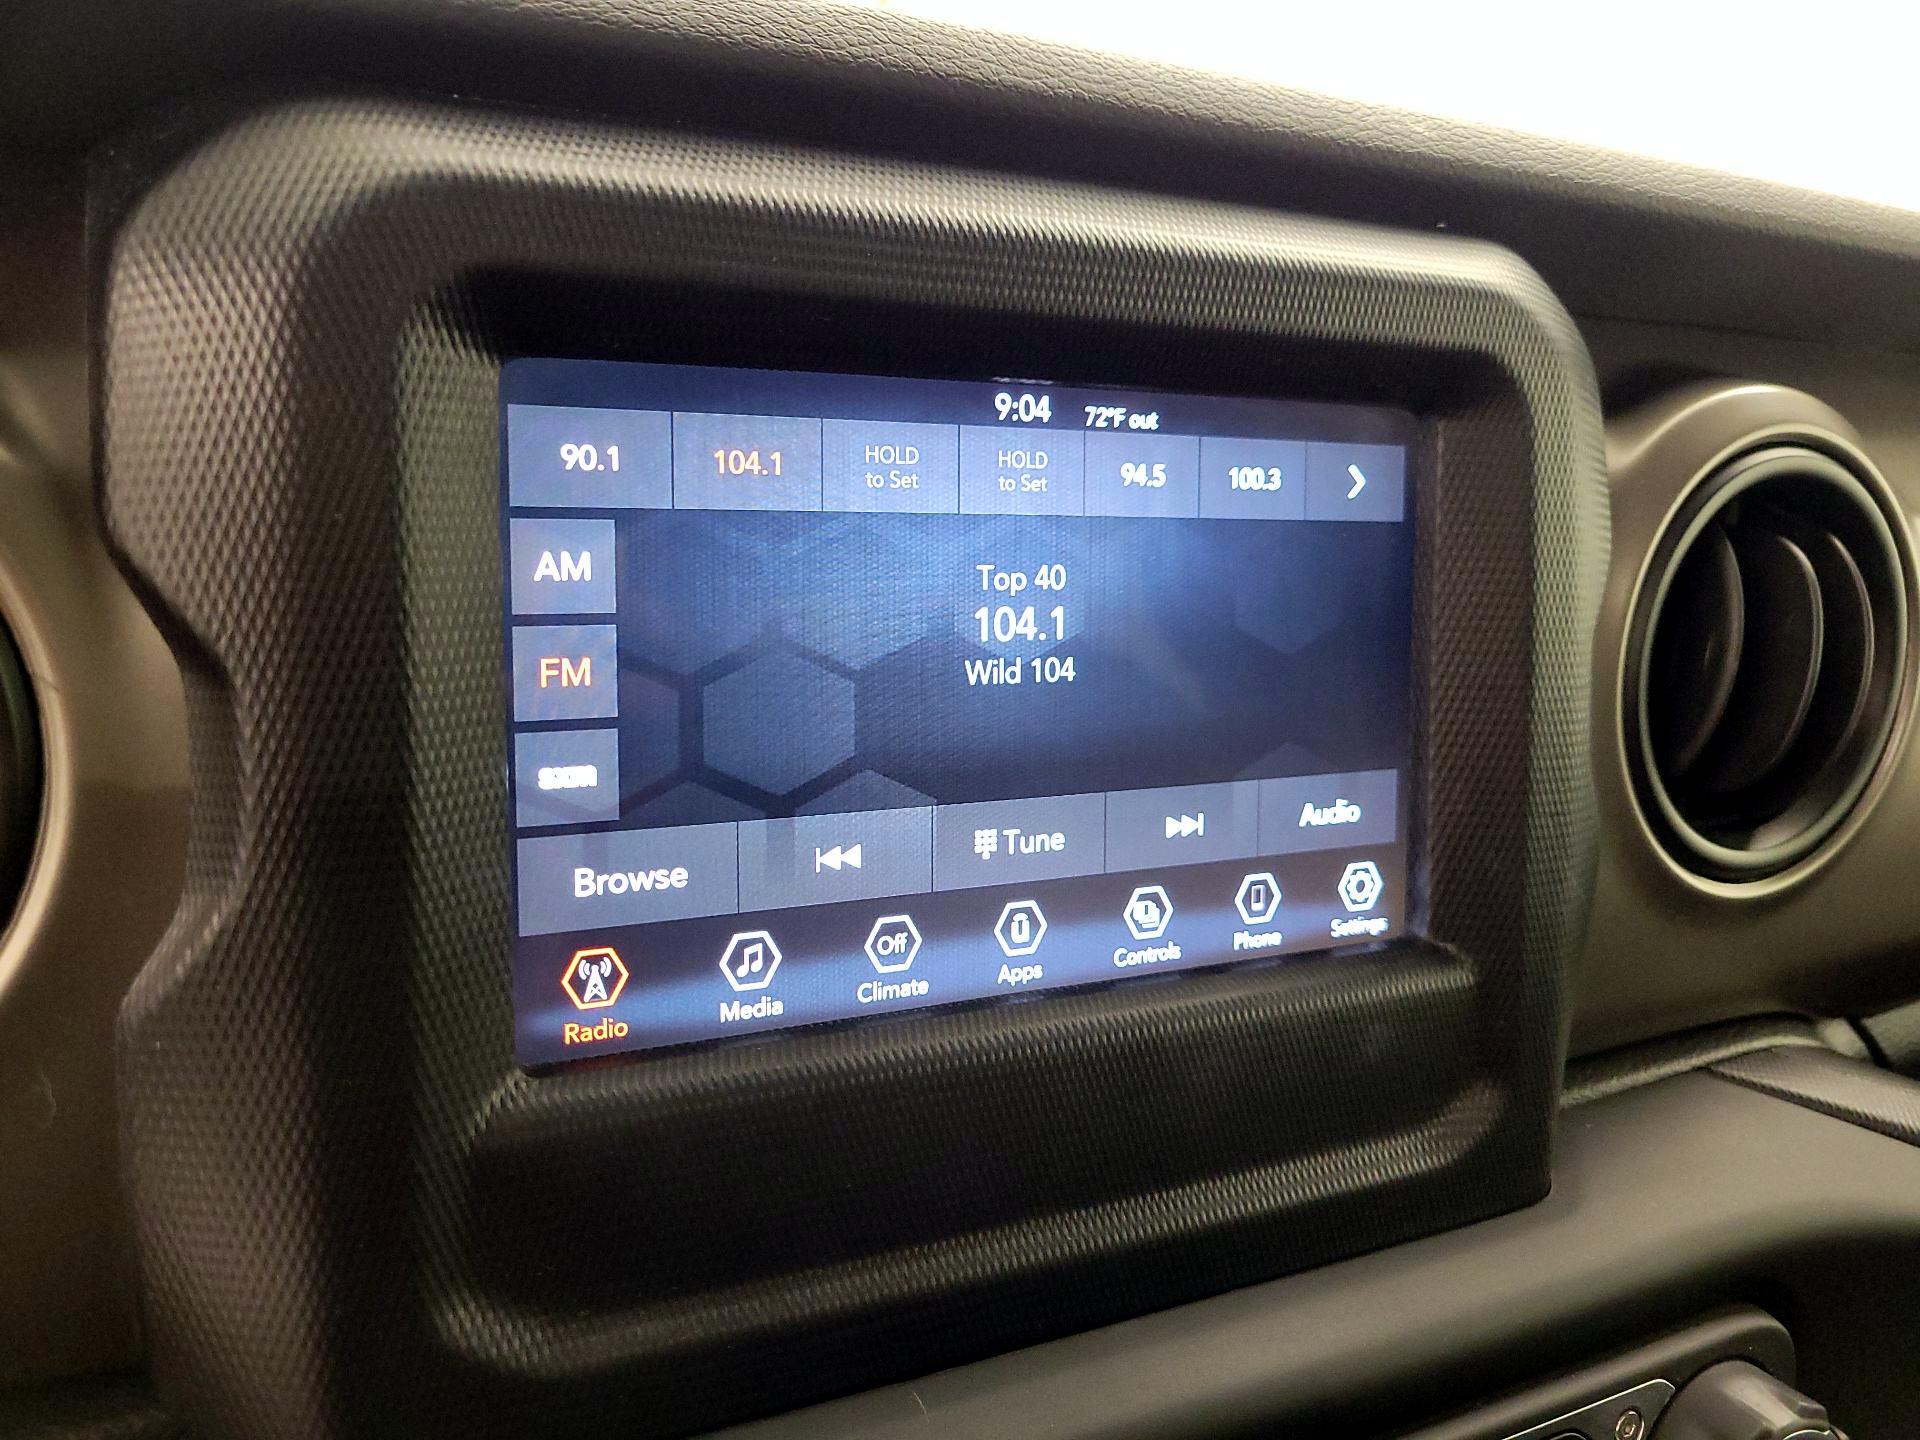 9:04 72°F out
90.1 104.1 HOLD to Set HOLD to Set 94.5 100.3
AM
FM
Top 40
104.1
Wild 104
Browse Tune Audio
Radio Media Off Climate Apps Controls Phone Settings